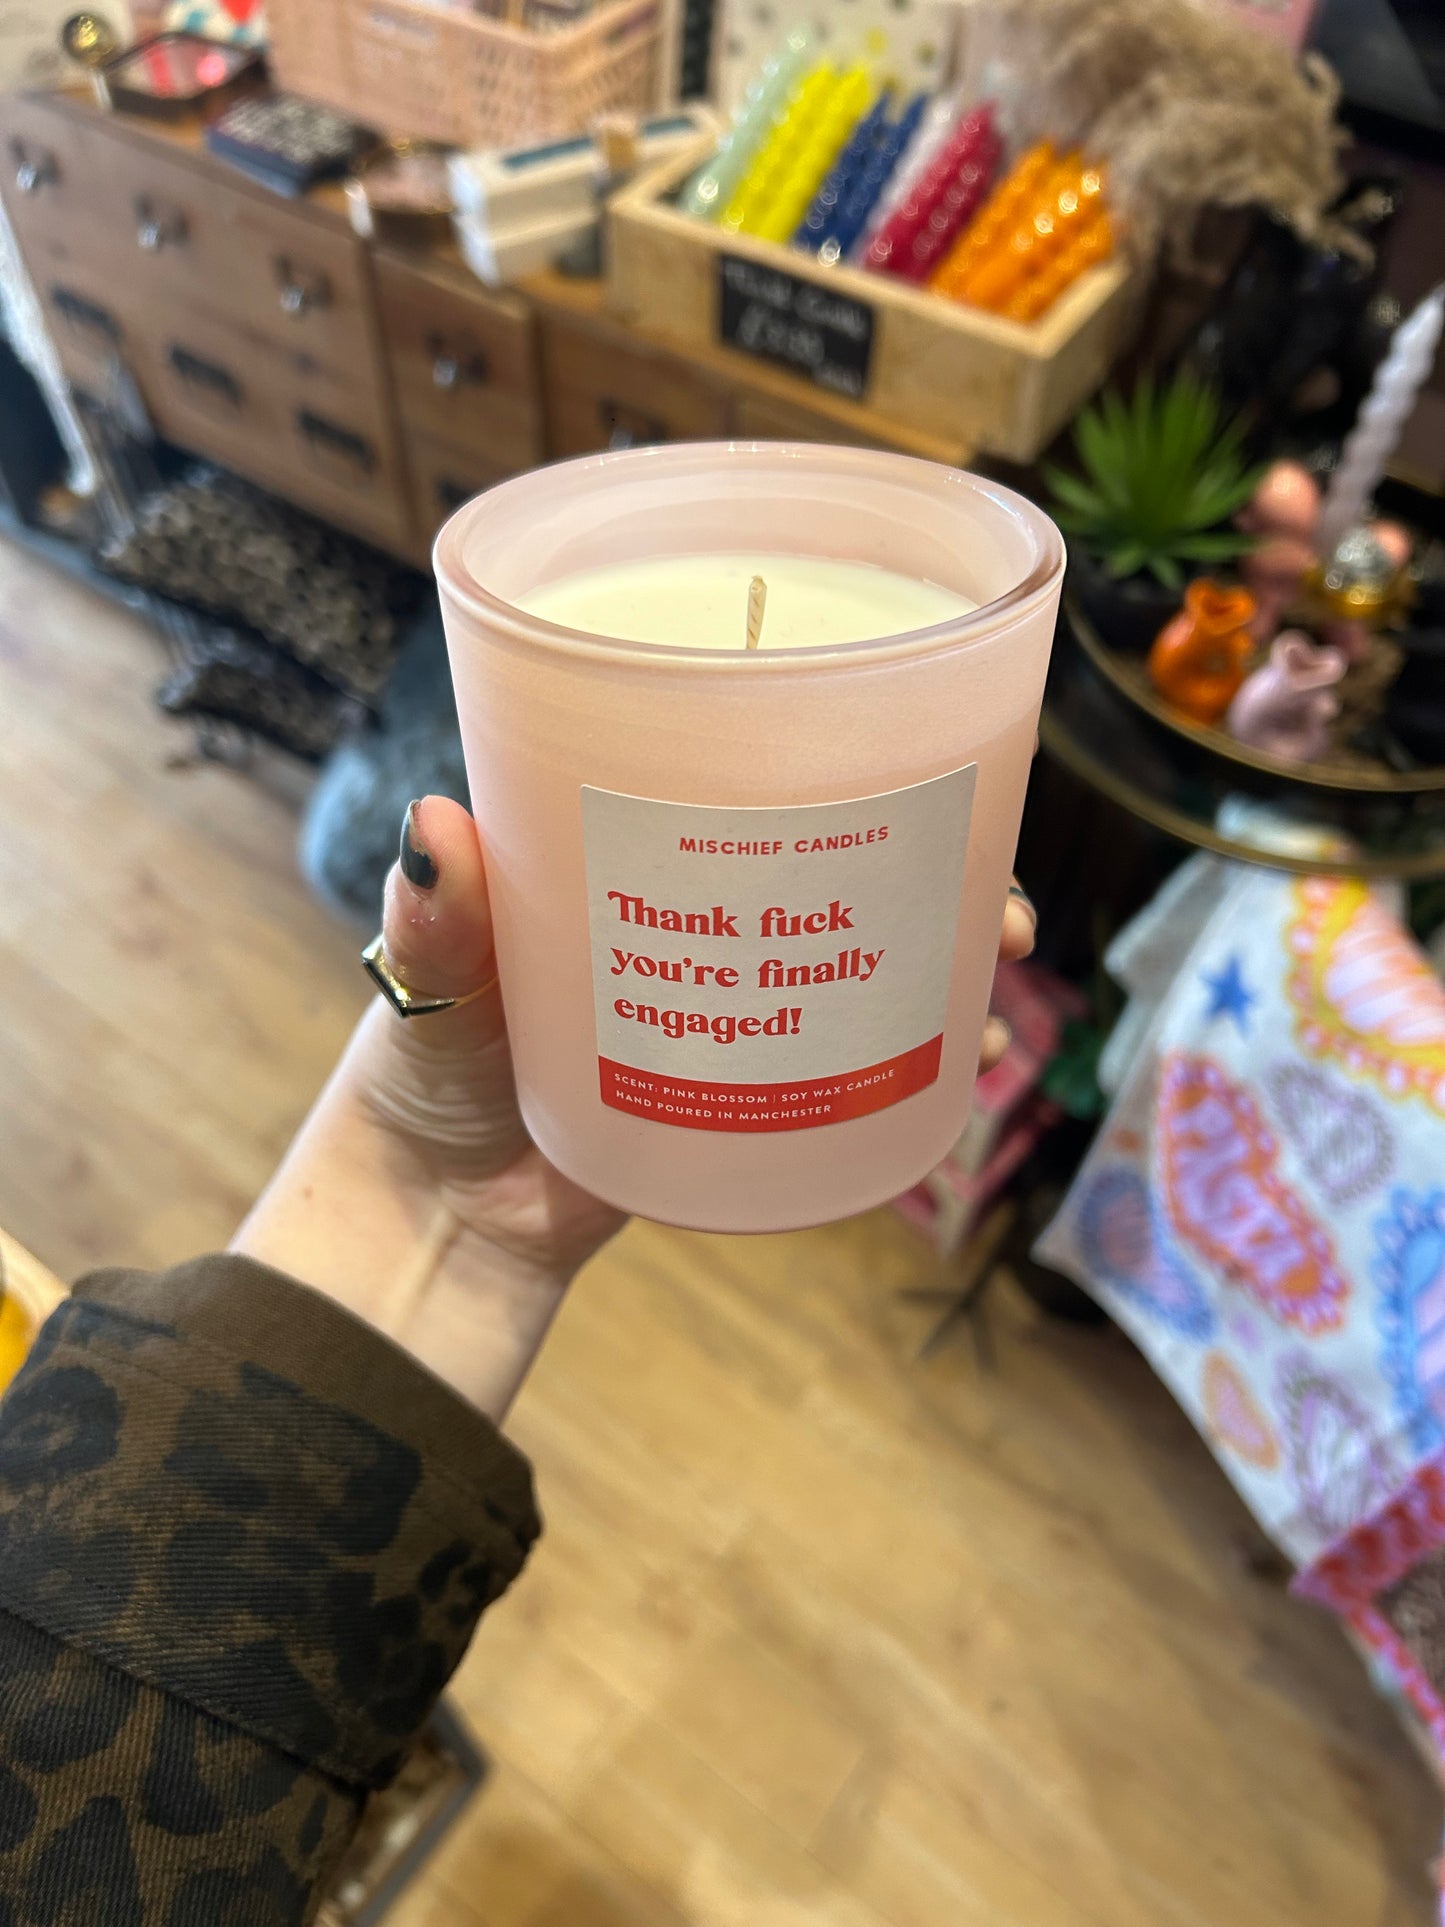 MISCHIEF CANDLES
Thank fuck
you're finally
engaged!
SCENT: PINK BLOSSOM | SOY WAX CANDLE
HAND POURED IN MANCHESTER